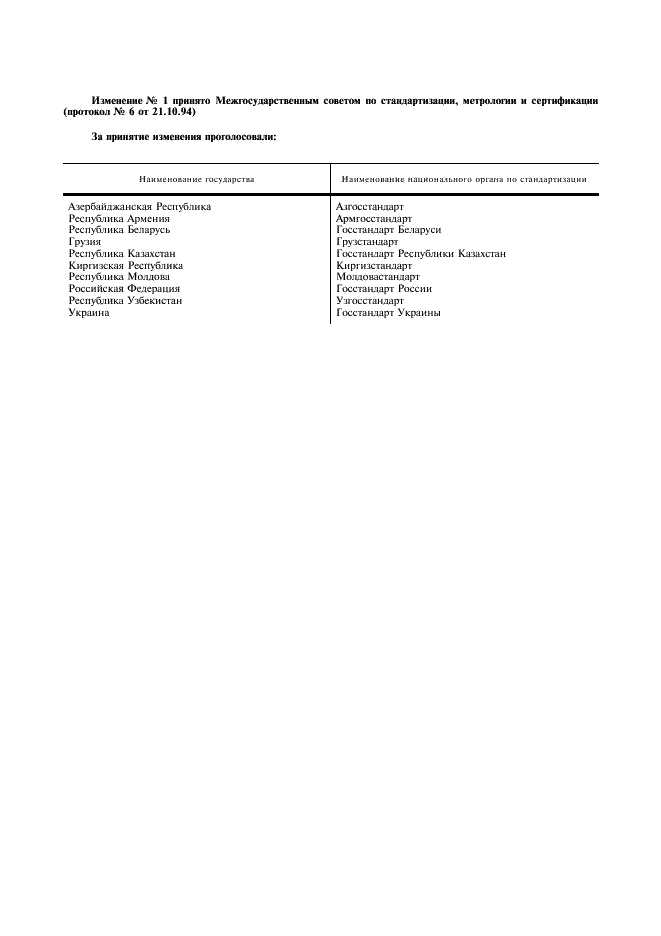 Изменение № 1 принято Межгосударственным советом по стандартизации, метрологии и сертификации
(протокол № 6 от 21.10.94)
За принятие изменения проголосовали:
Наименование государства Наименование национального органа по стандартизации
Азербайджанская Республика Азгосстандарт
Республика Армения Армгосстандарт
Республика Беларусь Госстандарт Беларуси
Грузия Грузстандарт
Республика Казахстан Госстандарт Республики Казахстан
Киргизская Республика Киргизстандарт
Республика Молдова Молдовастандарт
Российская Федерация Госстандарт России
Республика Узбекистан Узгосстандарт
Украина Госстандарт Украины